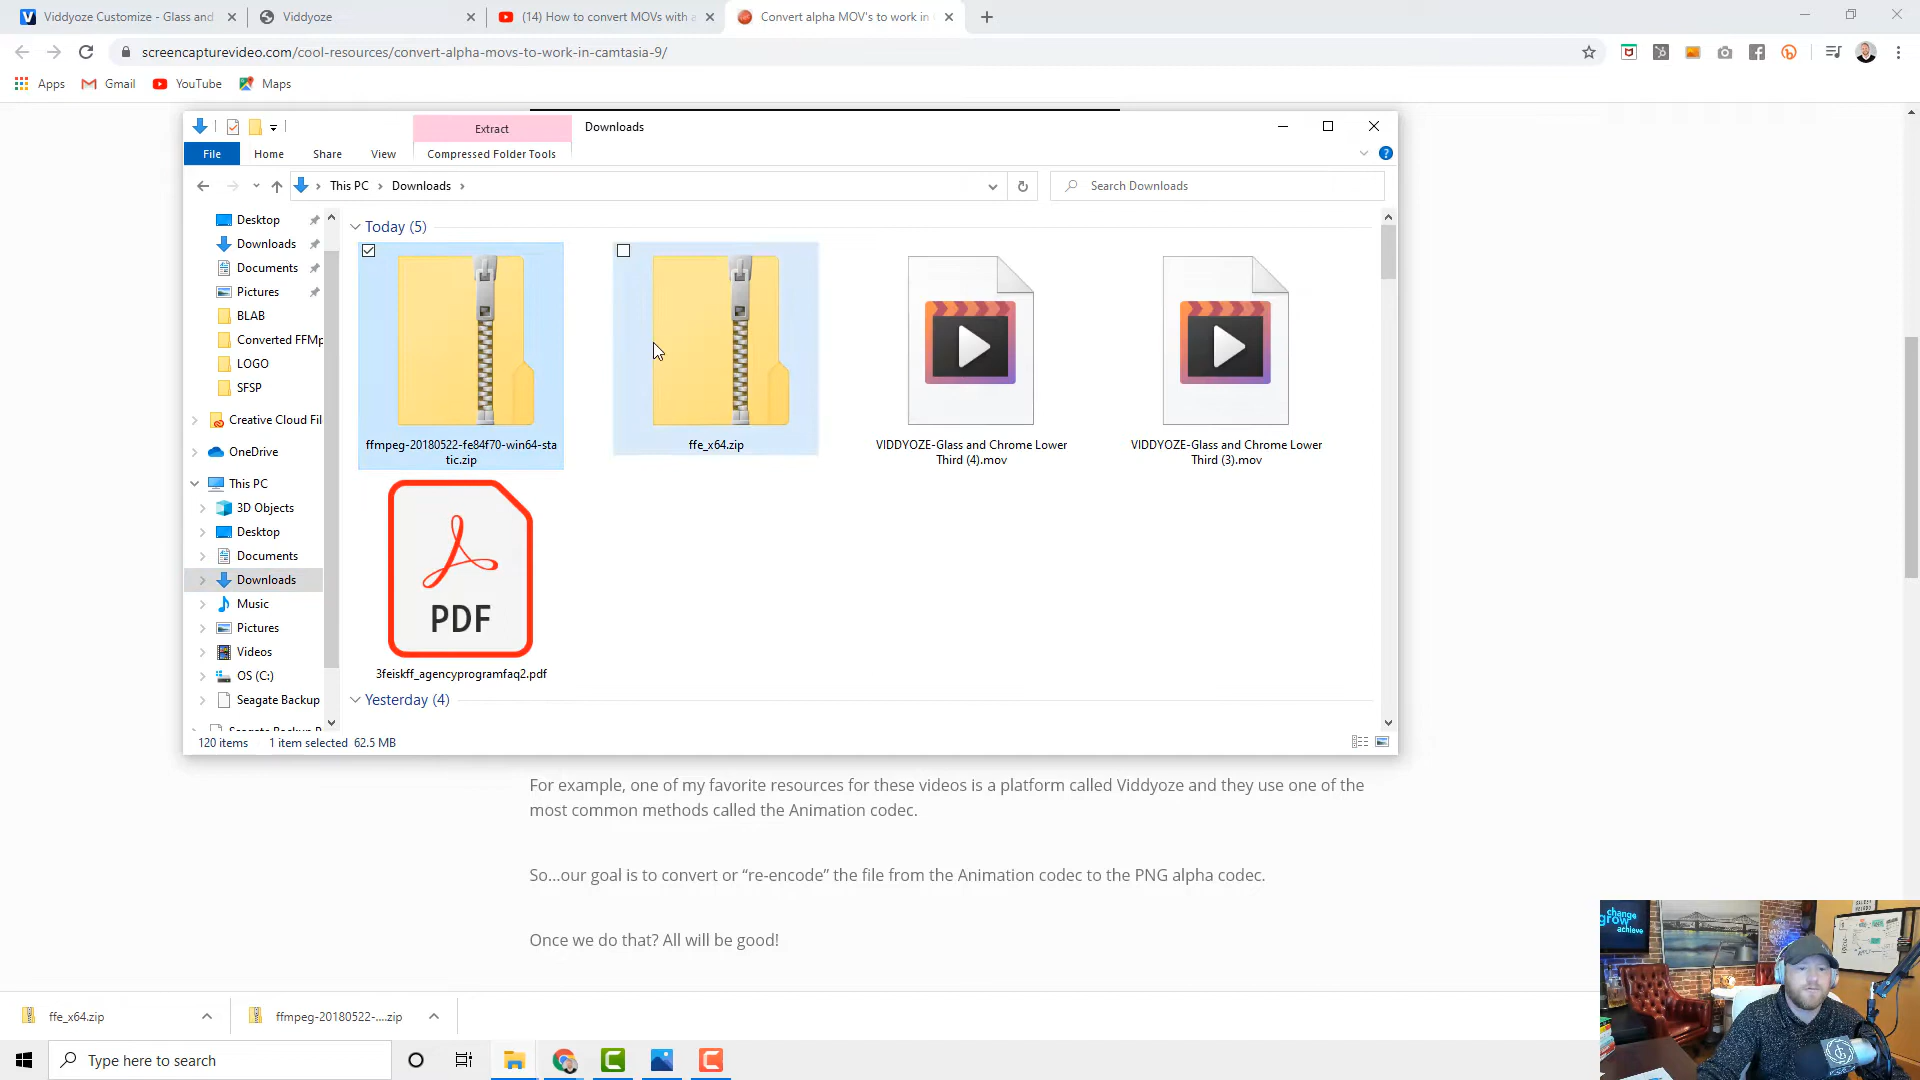 Viddyoze Customize - Glass and
Viddyoze
(14) How to convert MOVs with a
Convert alpha MOV's to work in
screencapturevideo.com/cool-resources/convert-alpha-movs-to-work-in-camtasia-9/
Apps
Gmail
YouTube
Maps
Extract
Downloads
File
Home
Share
View
Compressed Folder Tools
This PC
Downloads
Search Downloads
Desktop
Downloads
Documents
Pictures
BLAB
Converted FFMp
LOGO
SFSP
Creative Cloud Fil
OneDrive
This PC
3D Objects
Desktop
Documents
Downloads
Music
Pictures
Videos
OS (C:)
Seagate Backup
Seagate Backup P
Today (5)
ffmpeg-20180522-fe84f70-win64-sta
tic.zip
ffe_x64.zip
VIDDYOZE-Glass and Chrome Lower
Third (4).mov
VIDDYOZE-Glass and Chrome Lower
Third (3).mov
PDF
3feiskff_agencyprogramfaq2.pdf
Yesterday (4)
120 items 1 item selected 62.5 MB
For example, one of my favorite resources for these videos is a platform called Viddyoze and they use one of the
most common methods called the Animation codec.
So...our goal is to convert or “re-encode” the file from the Animation codec to the PNG alpha codec.
Once we do that? All will be good!
change
grow
achieve
ffe_x64.zip
ffmpeg-20180522-....zip
Type here to search